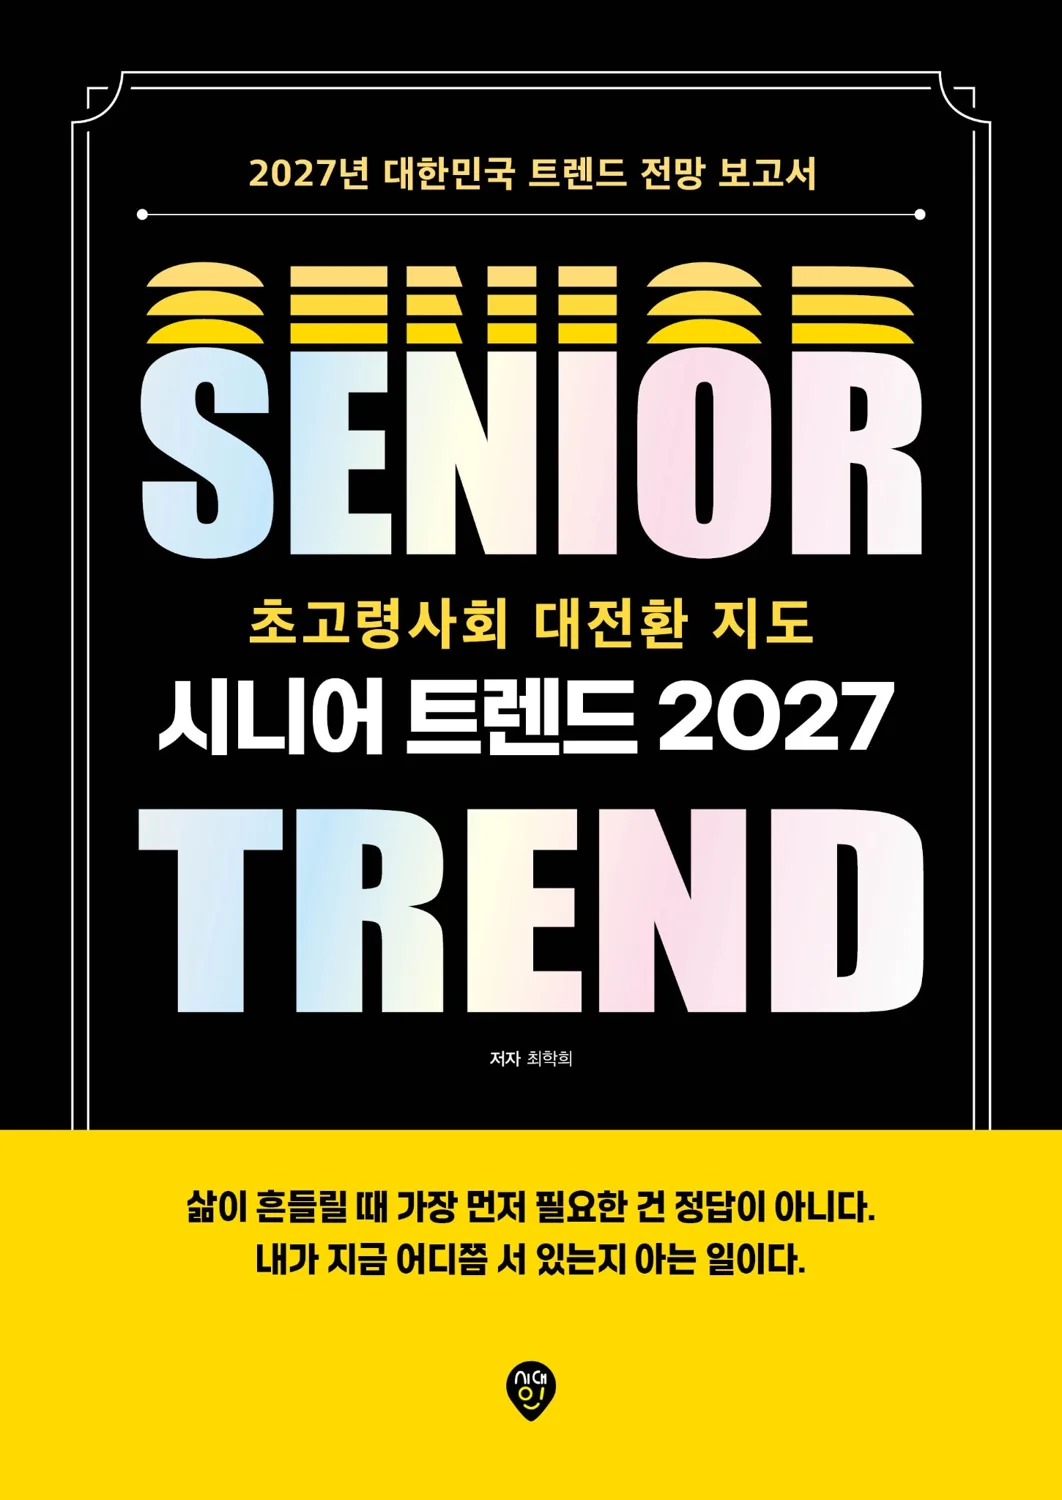 2027년 대한민국 트렌드 전망 보고서
SENIOR
초고령사회 대전환 지도
시니어 트렌드 2027
TREND
저자 최학희
삶이 흔들릴 때 가장 먼저 필요한 건 정답이 아니다.
내가 지금 어디쯤 서 있는지 아는 일이다.
시대
인